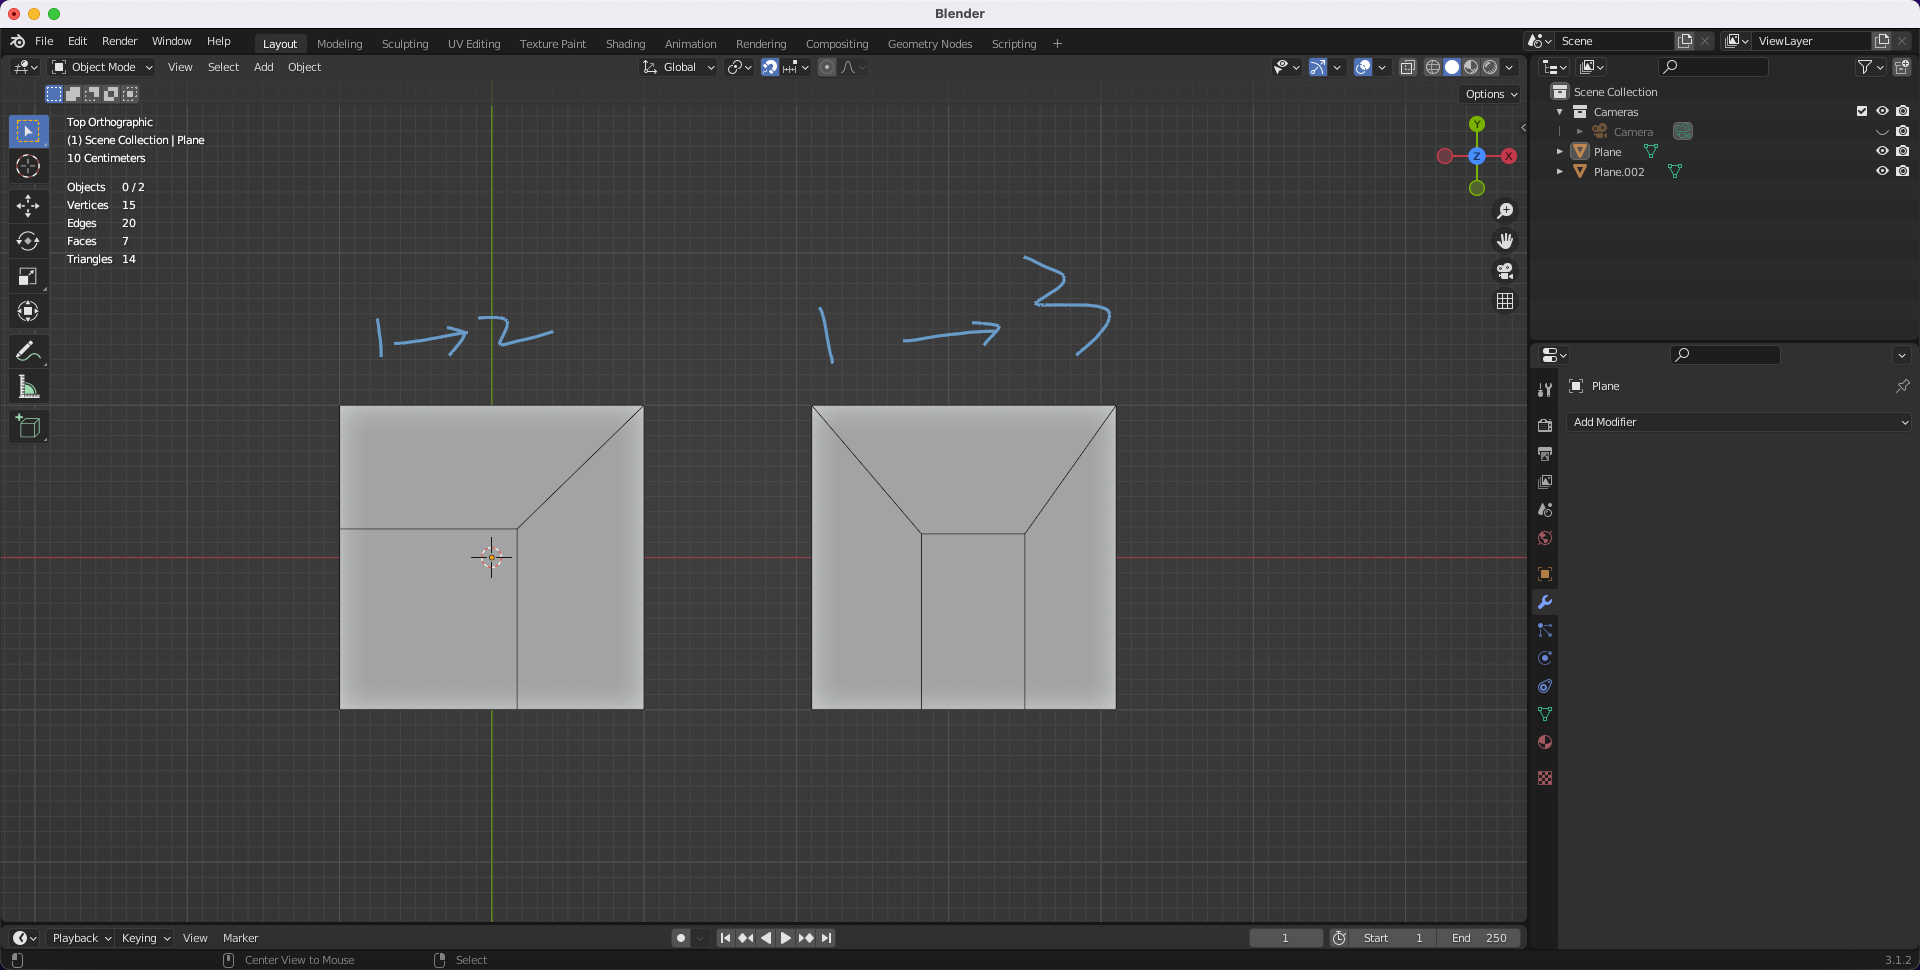 Blender
File Edit Render Window Help Layout Modeling Sculpting UV Editing Texture Paint Shading Animation Rendering Compositing Geometry Nodes Scripting + Scene ViewLayer
Object Mode View Select Add Object Global
Options
Top Orthographic
(1) Scene Collection | Plane
10 Centimeters
Objects 0 / 2
Vertices 15
Edges 20
Faces 7
Triangles 14
Y
Z X
1 → 2
1 → 3
Scene Collection
Cameras
Camera
Plane
Plane.002
Plane
Add Modifier
Playback Keying View Marker 1 Start 1 End 250
Center View to Mouse Select 3.1.2